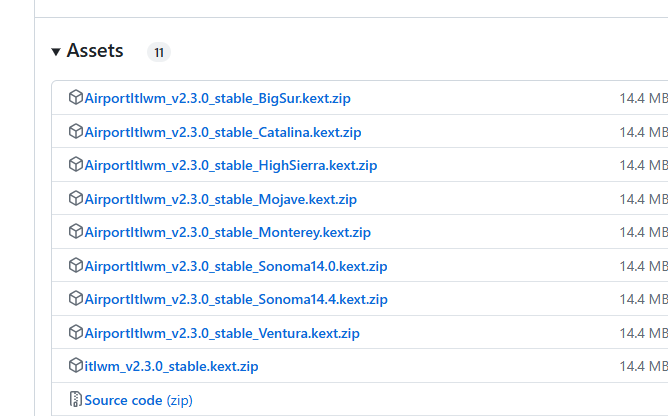 Assets 11
AirportItlwm_v2.3.0_stable_BigSur.kext.zip 14.4 MB
AirportItlwm_v2.3.0_stable_Catalina.kext.zip 14.4 MB
AirportItlwm_v2.3.0_stable_HighSierra.kext.zip 14.4 MB
AirportItlwm_v2.3.0_stable_Mojave.kext.zip 14.4 MB
AirportItlwm_v2.3.0_stable_Monterey.kext.zip 14.4 MB
AirportItlwm_v2.3.0_stable_Sonoma14.0.kext.zip 14.4 MB
AirportItlwm_v2.3.0_stable_Sonoma14.4.kext.zip 14.4 MB
AirportItlwm_v2.3.0_stable_Ventura.kext.zip 14.4 MB
itlwm_v2.3.0_stable.kext.zip 14.4 MB
Source code (zip)